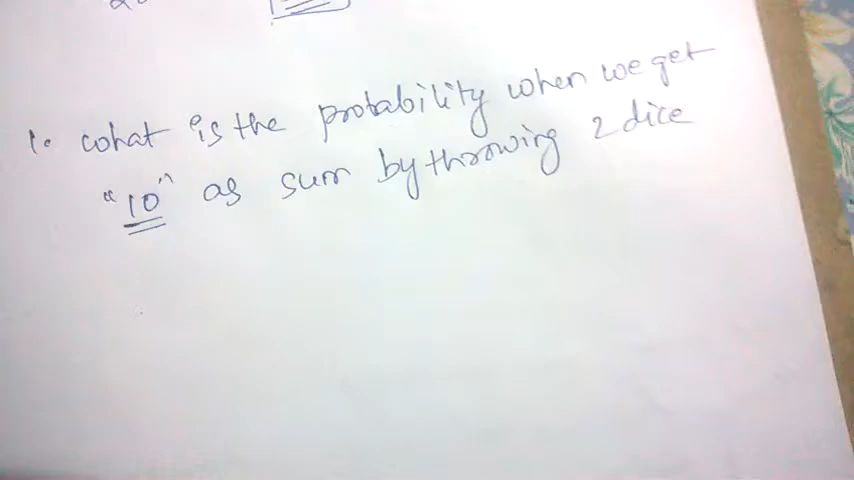 1. what is the probability when we get
"10" as sum by throwing 2 dice